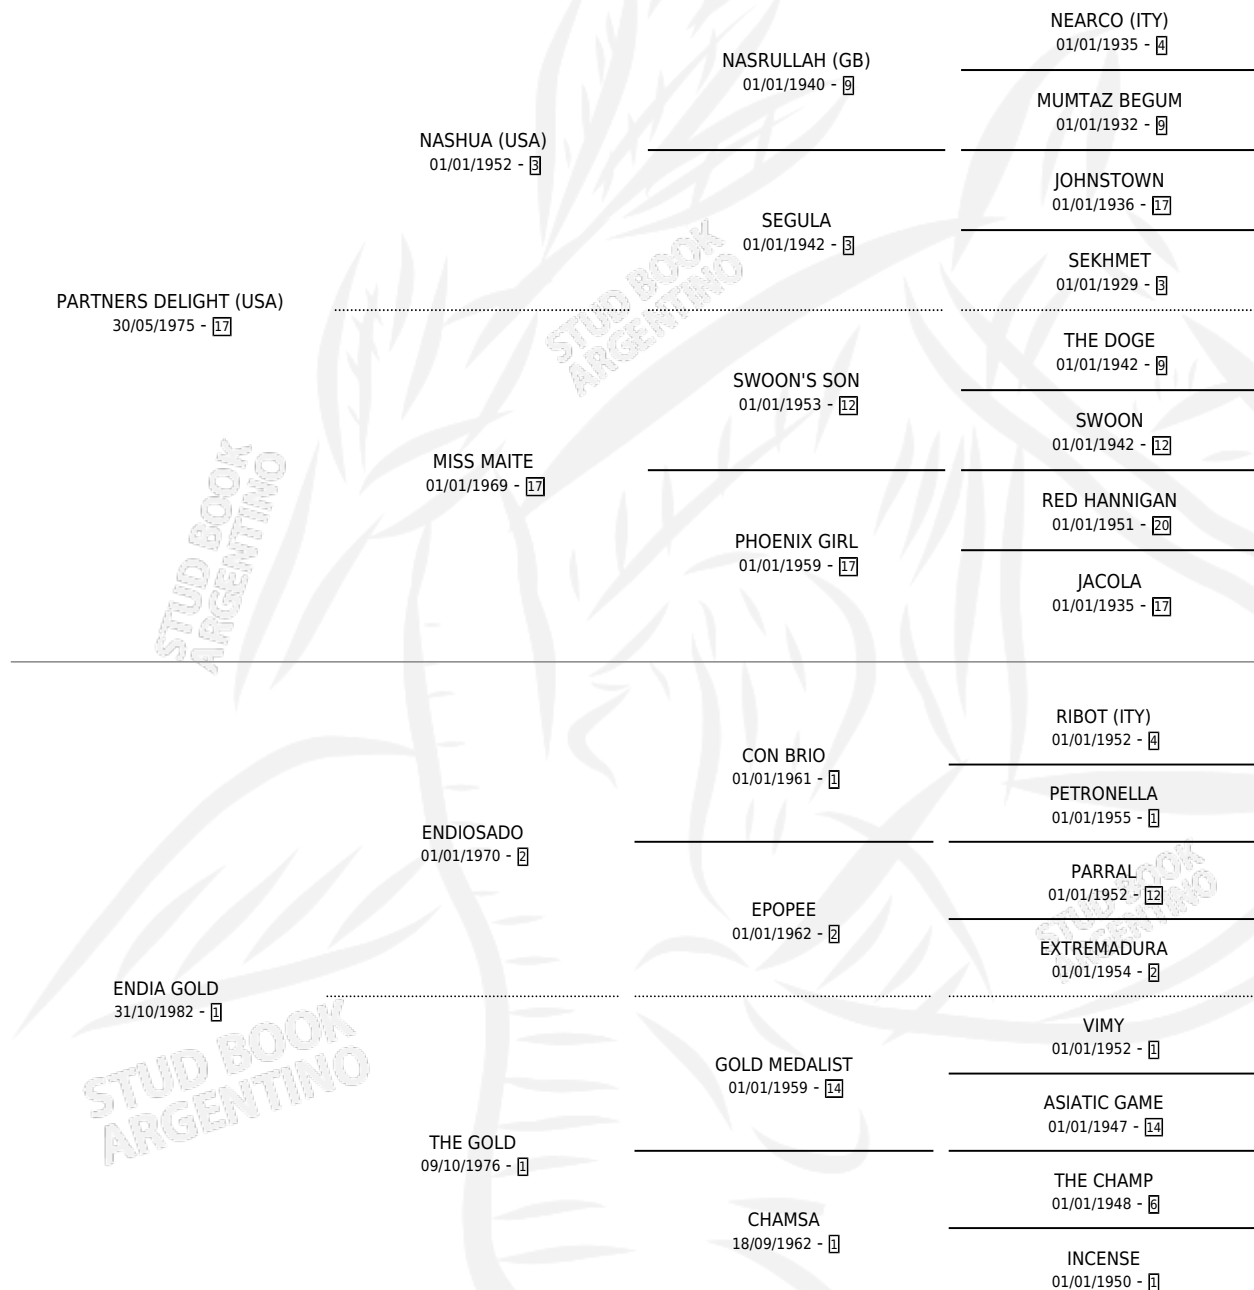 PARTNERS DELIGHT (USA)
30/05/1975 - 17
NASHUA (USA)
01/01/1952 - 3
MISS MAITE
01/01/1969 - 17
NASRULLAH (GB)
01/01/1940 - 9
SEGULA
01/01/1942 - 3
SWOON'S SON
01/01/1953 - 12
PHOENIX GIRL
01/01/1959 - 17
NEARCO (ITY)
01/01/1935 - 4
MUMTAZ BEGUM
01/01/1932 - 9
JOHNSTOWN
01/01/1936 - 17
SEKHMET
01/01/1929 - 3
THE DOGE
01/01/1942 - 9
SWOON
01/01/1942 - 12
RED HANNIGAN
01/01/1951 - 20
JACOLA
01/01/1935 - 17
ENDIA GOLD
31/10/1982 - 1
ENDIOSADO
01/01/1970 - 2
THE GOLD
09/10/1976 - 1
CON BRIO
01/01/1961 - 1
EPOPEE
01/01/1962 - 2
GOLD MEDALIST
01/01/1959 - 14
CHAMSA
18/09/1962 - 1
RIBOT (ITY)
01/01/1952 - 4
PETRONELLA
01/01/1955 - 1
PARRAL
01/01/1952 - 12
EXTREMADURA
01/01/1954 - 2
VIMY
01/01/1952 - 1
ASIATIC GAME
01/01/1947 - 14
THE CHAMP
01/01/1948 - 6
INCENSE
01/01/1950 - 1
STUD BOOK
ARGENTINO
STUD BOOK
ARGENTINO
STUD BOOK
ARGENTINO
STUD BOOK
ARGENTINO